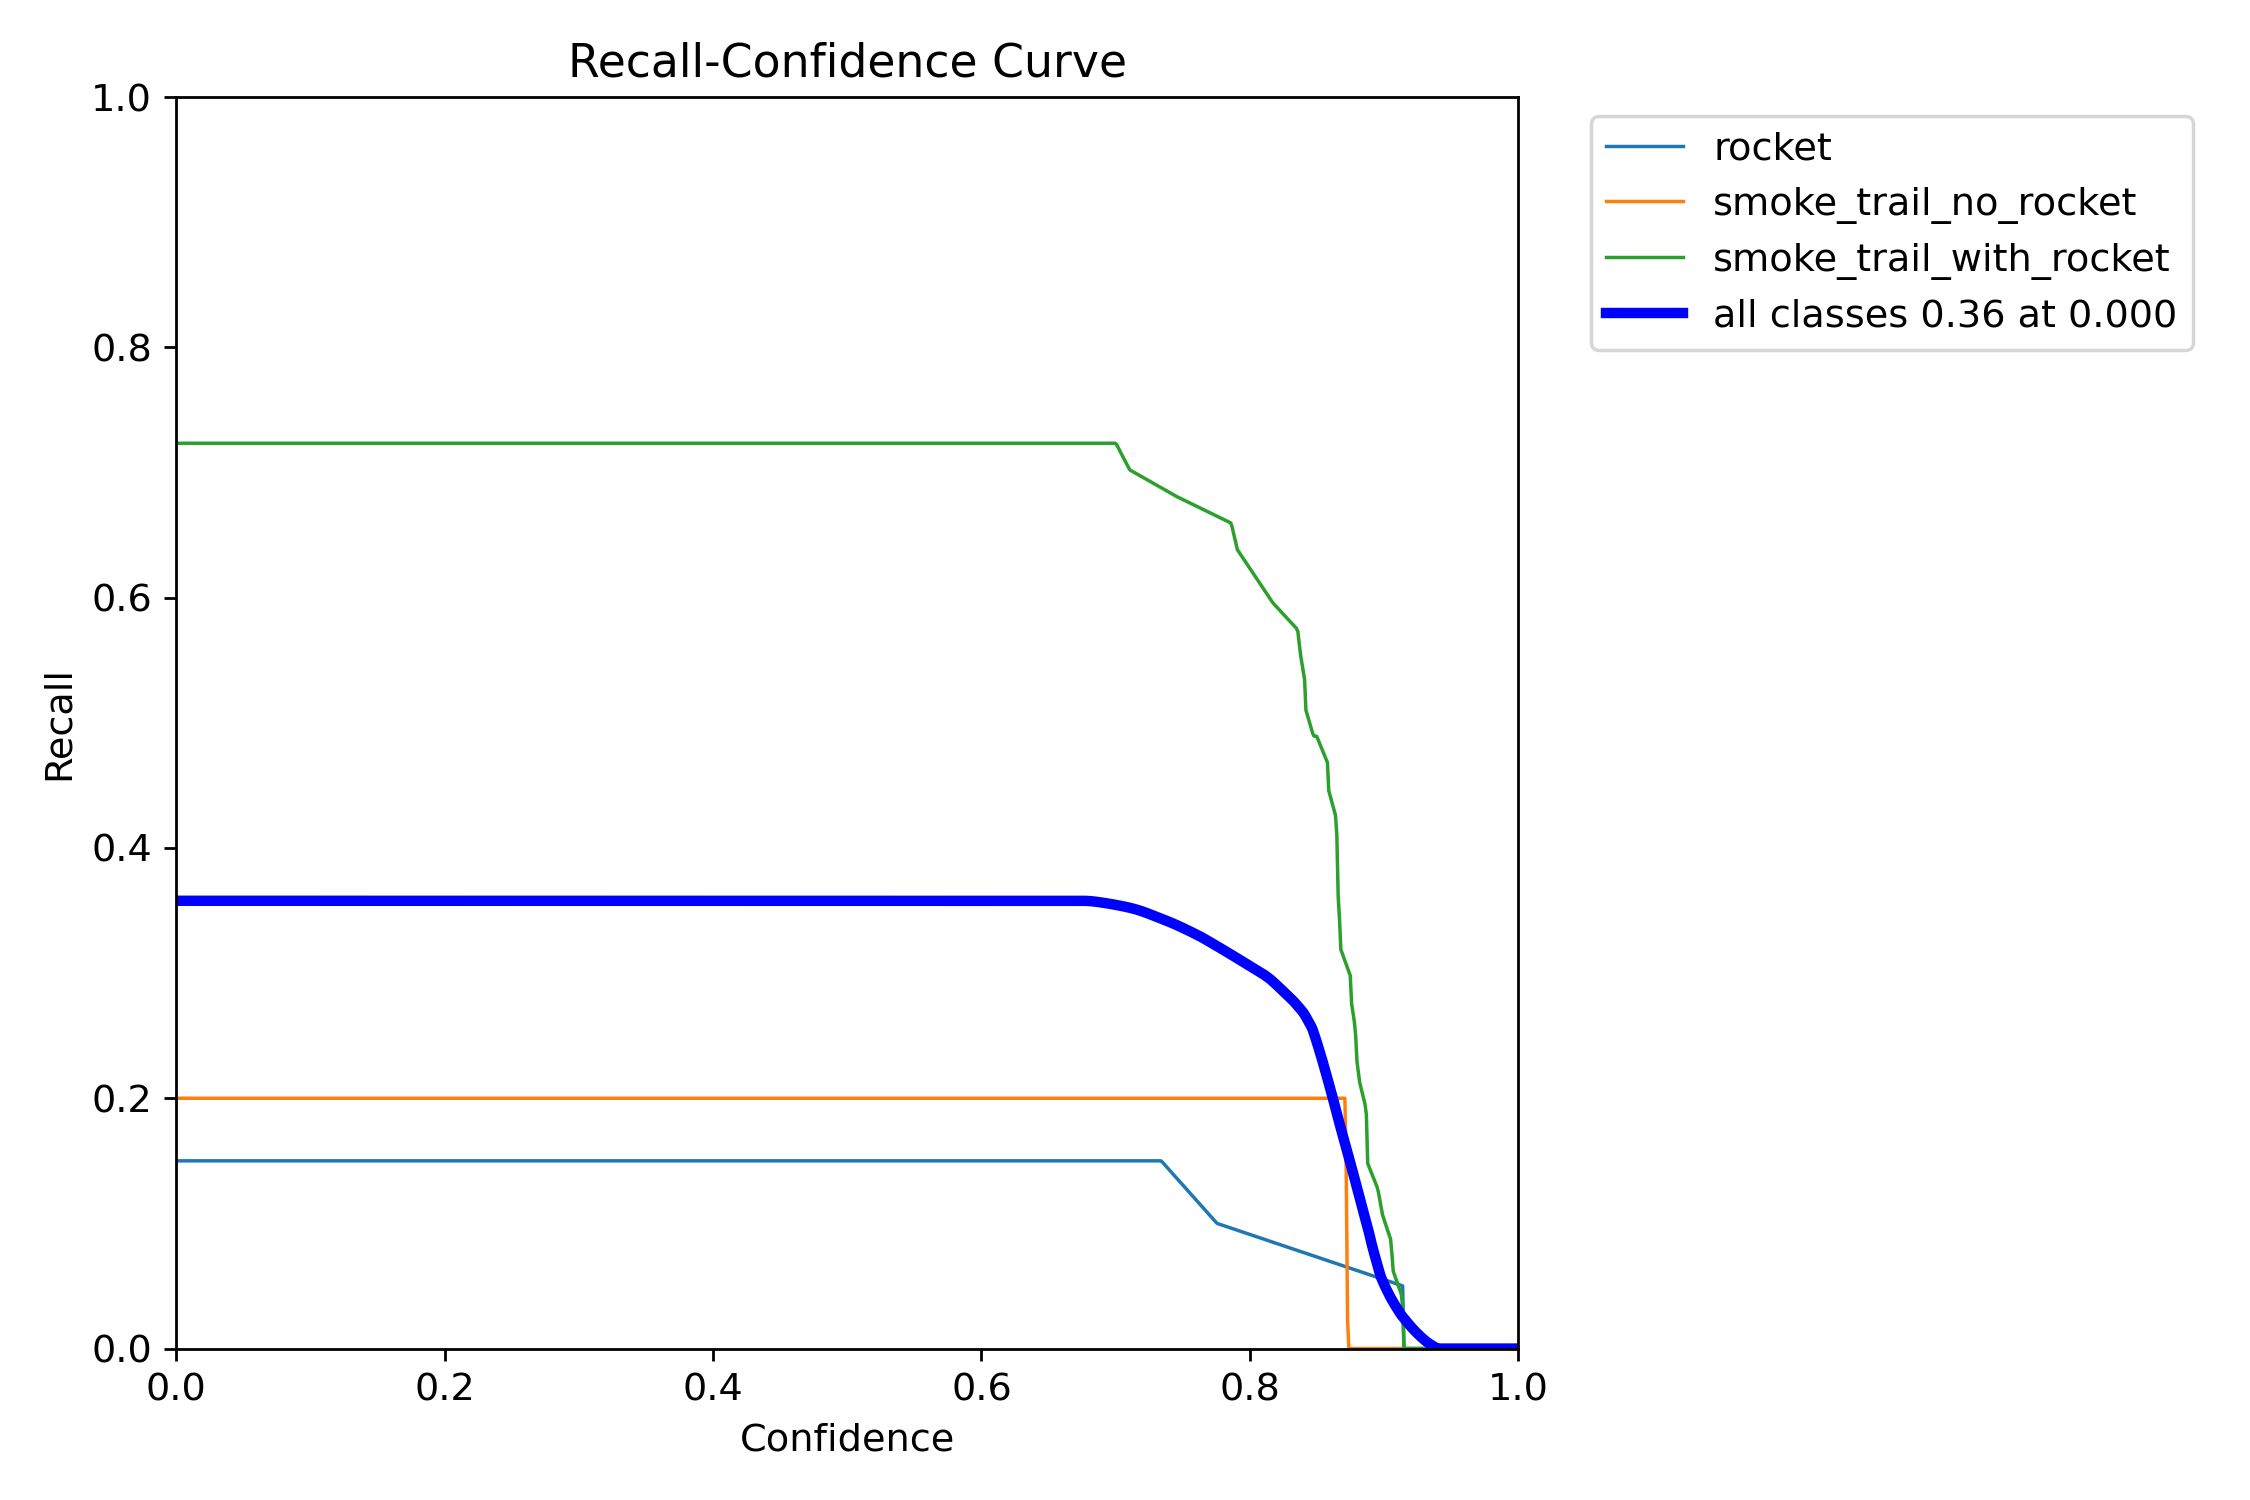 Recall-Confidence Curve
1.0
0.8
0.6
0.4
0.2
0.0
Recall
0.0 0.2 0.4 0.6 0.8 1.0
Confidence
rocket
smoke_trail_no_rocket
smoke_trail_with_rocket
all classes 0.36 at 0.000